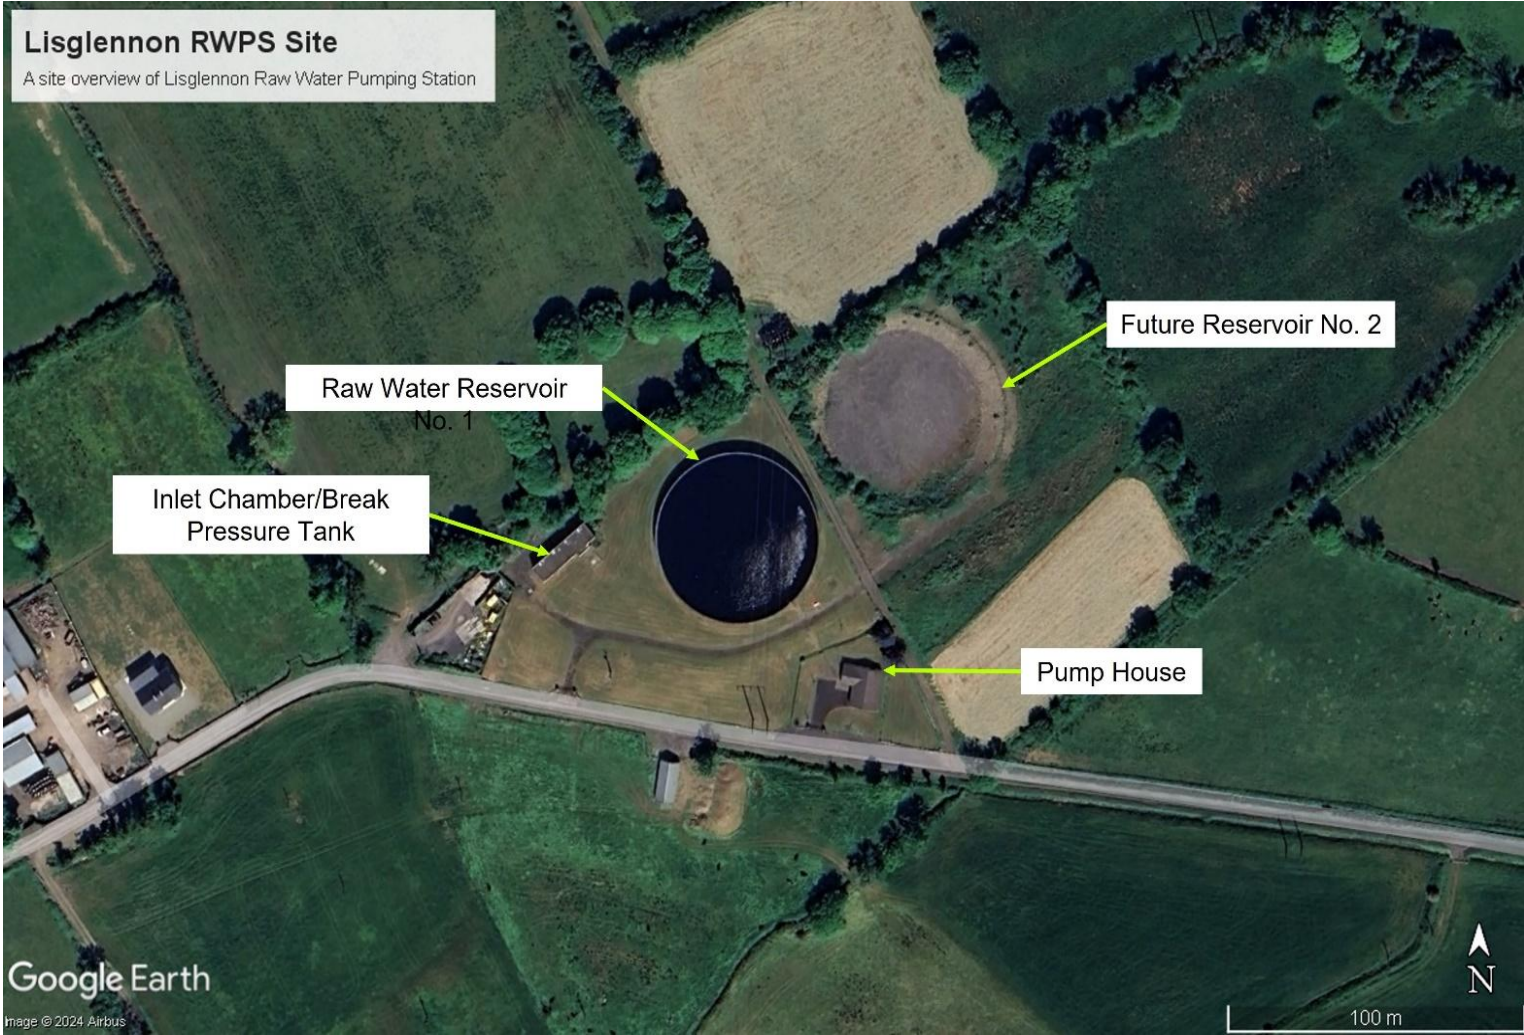 Lisglennon RWPS Site
A site overview of Lisglennon Raw Water Pumping Station
Future Reservoir No. 2
Raw Water Reservoir
No. 1
Inlet Chamber/Break
Pressure Tank
Pump House
Google Earth
Image © 2024 Airbus
N
100 m